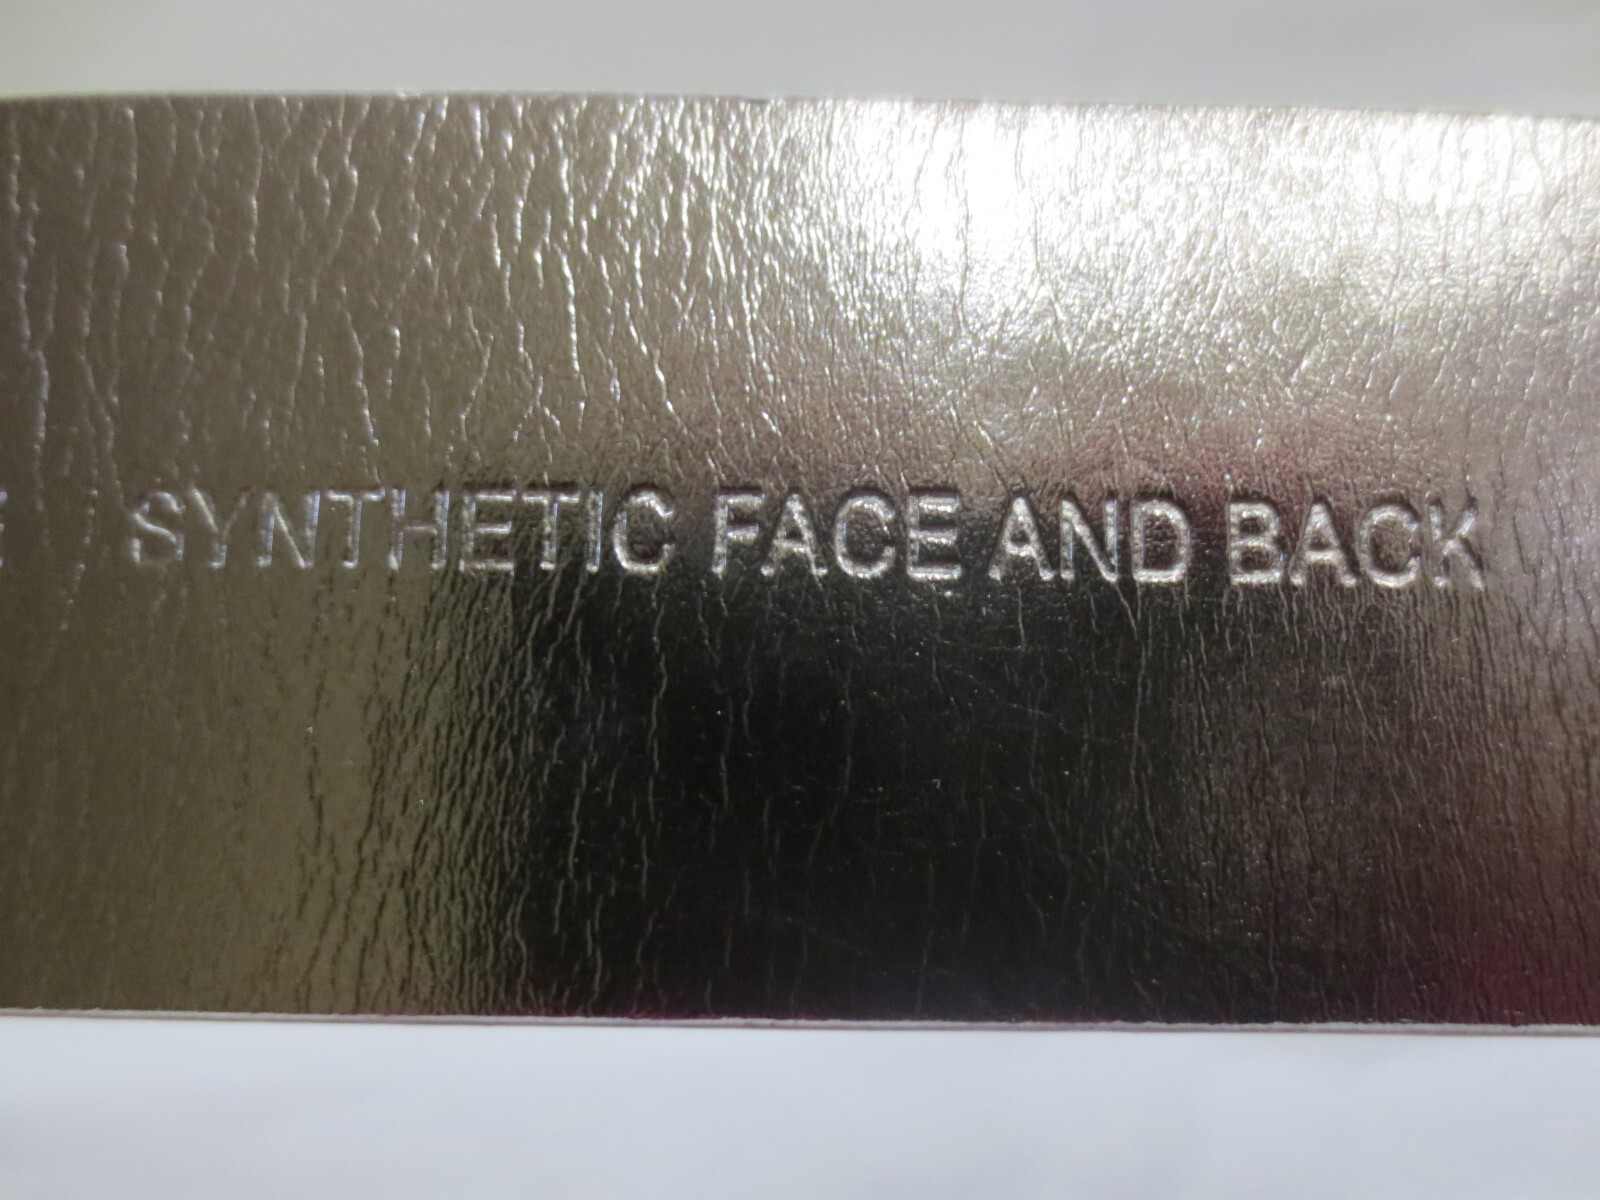 SYNTHETIC FACE AND BACK